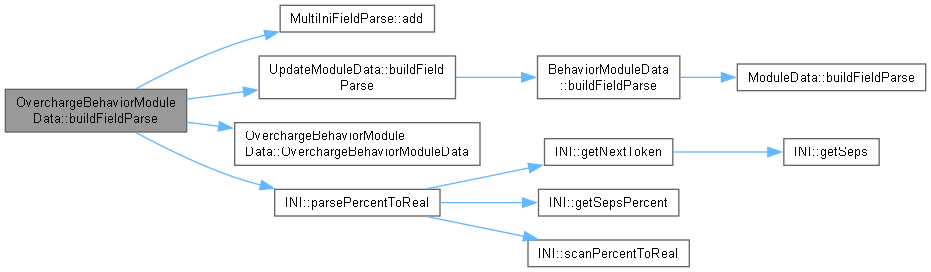 MultiIniFieldParse::add
UpdateModuleData::buildField
Parse
BehaviorModuleData
::buildFieldParse
ModuleData::buildFieldParse
OverchargeBehaviorModule
Data::buildFieldParse
OverchargeBehaviorModule
Data::OverchargeBehaviorModuleData
INI::getNextToken
INI::getSeps
INI::parsePercentToReal
INI::getSepsPercent
INI::scanPercentToReal